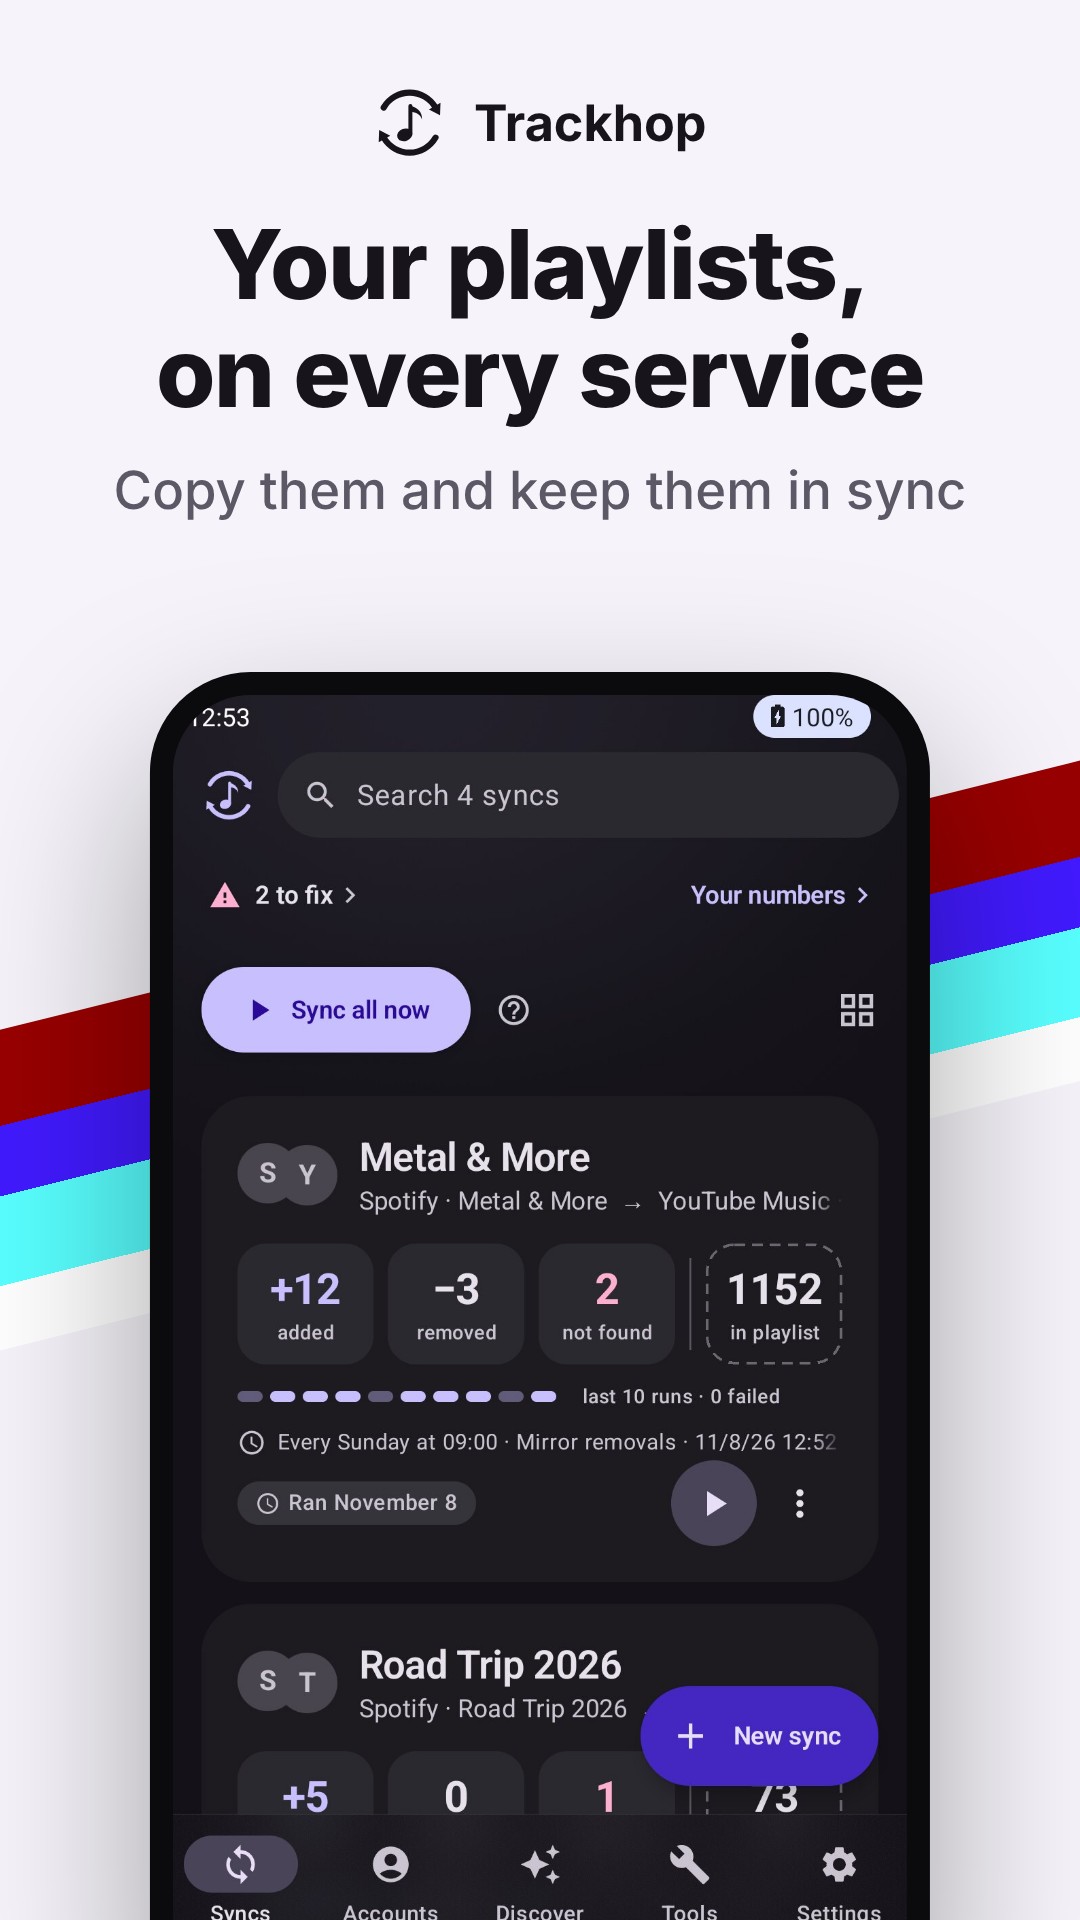 Trackhop
Your playlists,
on every service
Copy them and keep them in sync
12:53
100%
Search 4 syncs
2 to fix
Your numbers
Sync all now
S Y
Metal & More
Spotify · Metal & More → YouTube Music
+12
−3
2
1152
added
removed
not found
in playlist
last 10 runs · 0 failed
Every Sunday at 09:00 · Mirror removals · 11/8/26 12:52
Ran November 8
S T
Road Trip 2026
Spotify · Road Trip 2026
New sync
+5
0
1
73
Syncs
Accounts
Discover
Tools
Settings